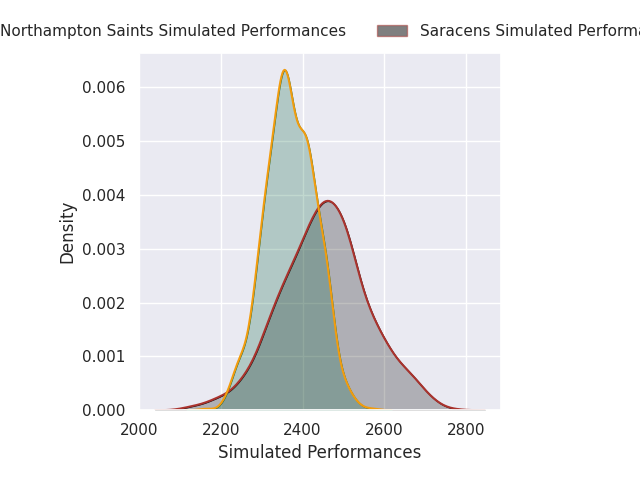 Northampton Saints Simulated Performances
Saracens Simulated
0.006
0.005
0.004
0.003
0.002
0.001
0.000
Density
2000 2200 2400 2600 2800
Simulated Performances